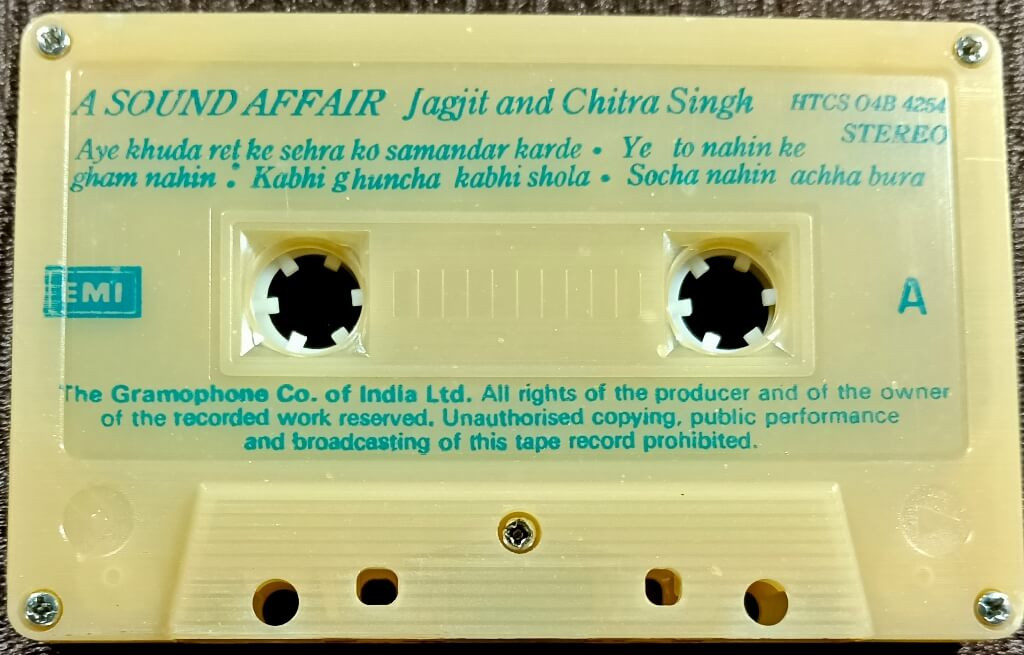 A SOUND AFFAIR Jagjit and Chitra Singh HTCS 04B 4254
STEREO
Aye khuda ret ke sehra ko samandar karde • Ye to nahin ke
gham nahin • Kabhi ghuncha kabhi shola • Socha nahin achha bura
EMI
A
The Gramophone Co. of India Ltd. All rights of the producer and of the owner
of the recorded work reserved. Unauthorised copying, public performance
and broadcasting of this tape record prohibited.